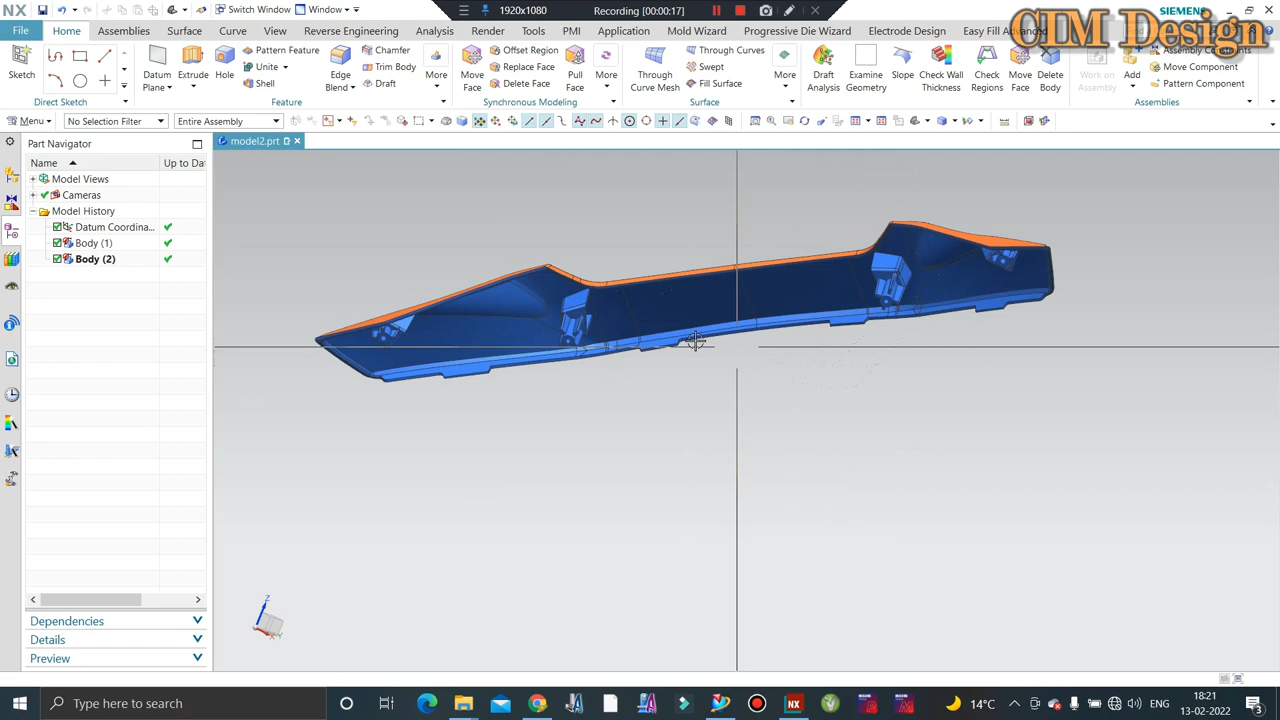 NX
Switch Window
Window
1920x1080
Recording [00:00:17]
SIEMENS
CIM Design
File
Home
Assemblies
Surface
Curve
View
Reverse Engineering
Analysis
Render
Tools
PMI
Application
Mold Wizard
Progressive Die Wizard
Electrode Design
Easy Fill Advanced
Sketch
Direct Sketch
Datum Plane
Extrude
Hole
Pattern Feature
Unite
Shell
Edge Blend
Chamfer
Trim Body
Draft
More
Feature
Move Face
Offset Region
Replace Face
Delete Face
Pull Face
More
Synchronous Modeling
Through Curve Mesh
Through Curves
Swept
Fill Surface
More
Surface
Draft Analysis
Examine Geometry
Slope
Check Wall Thickness
Check Regions
Move Face
Delete Body
Work on Assembly
Add
Assembly Constraints
Move Component
Pattern Component
Assemblies
Menu
No Selection Filter
Entire Assembly
Part Navigator
model2.prt
Name
Up to Dat
Model Views
Cameras
Model History
Datum Coordina...
Body (1)
Body (2)
Dependencies
Details
Preview
Z
X
Y
Type here to search
14°C
ENG
18:21
13-02-2022
3